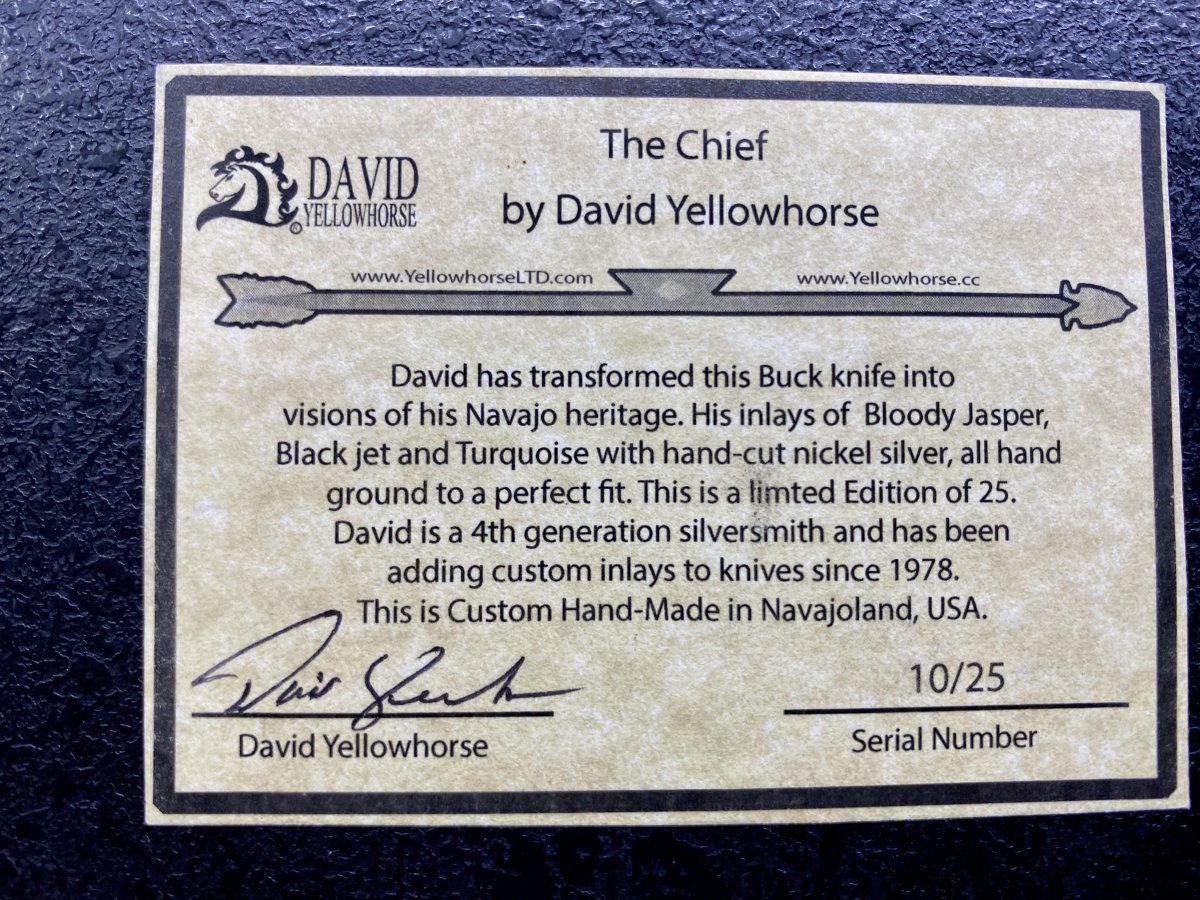 The Chief
DAVID
YELLOWHORSE®
by David Yellowhorse
www.YellowhorseLTD.com www.Yellowhorse.cc
David has transformed this Buck knife into
visions of his Navajo heritage. His inlays of Bloody Jasper,
Black jet and Turquoise with hand-cut nickel silver, all hand
ground to a perfect fit. This is a limted Edition of 25.
David is a 4th generation silversmith and has been
adding custom inlays to knives since 1978.
This is Custom Hand-Made in Navajoland, USA.
10/25
David Yellowhorse
Serial Number